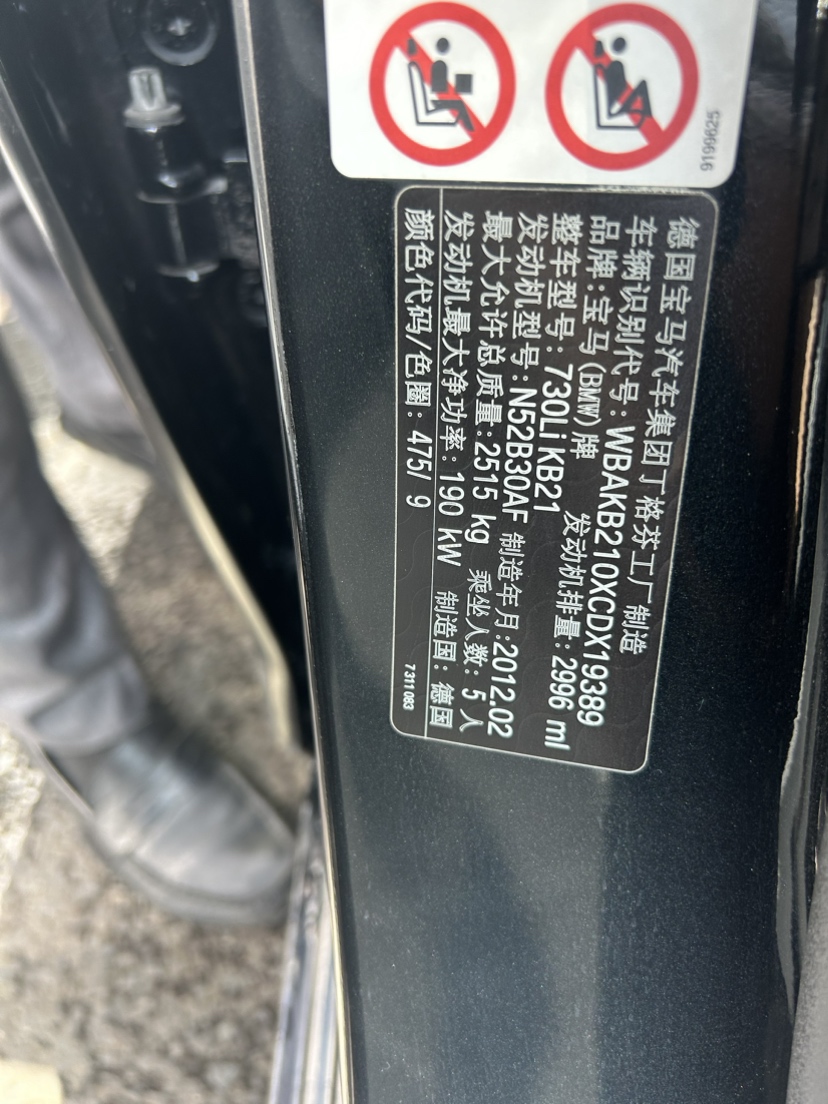 9199625
德国宝马汽车集团丁格芬工厂制造
车辆识别代号:WBAKB210XCDX19389
品牌:宝马(BMW)牌 发动机排量:2996 ml
整车型号: 730Li KB21
发动机型号:N52B30AF 制造年月:2012.02
最大允许总质量:2515 kg 乘坐人数: 5 人
发动机最大净功率: 190 kW 制造国: 德国
颜色代码/色圈: 475/ 9
7311 083